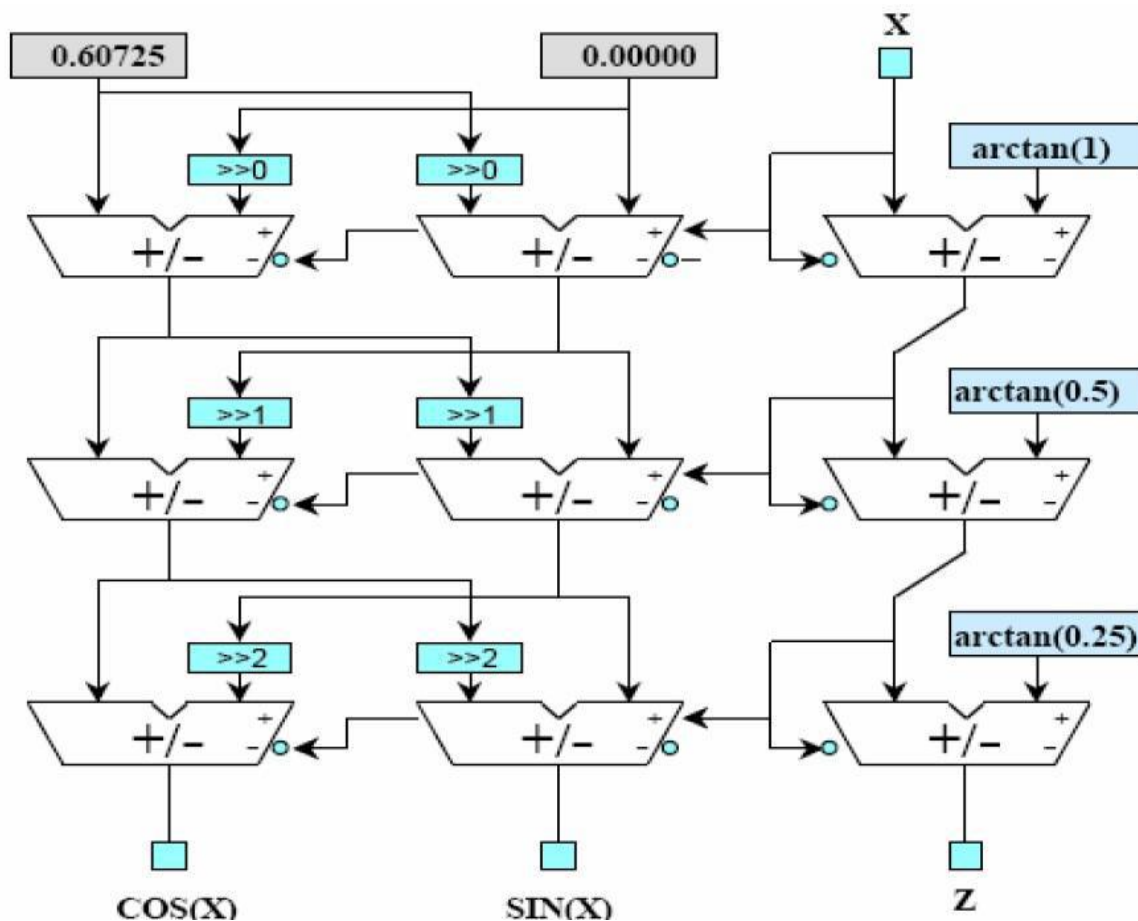 X
0.60725 0.00000
arctan(1)
>>0 >>0
+/- + - +/- + - +/- + -
arctan(0.5)
>>1 >>1
+/- + - +/- + - +/- + -
arctan(0.25)
>>2 >>2
+/- + - +/- + - +/- + -
COS(X) SIN(X) Z